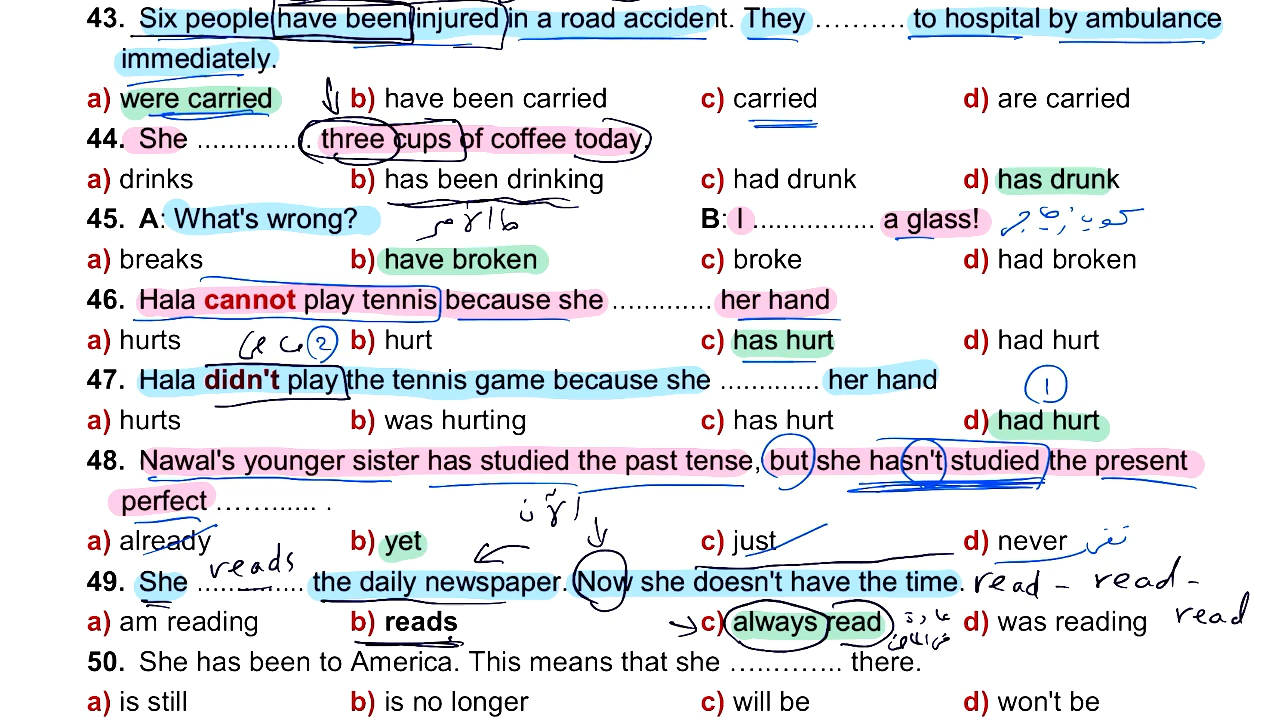 43. Six people have been injured in a road accident. They .......... to hospital by ambulance
immediately.
a) were carried b) have been carried c) carried d) are carried
44. She .............. three cups of coffee today.
a) drinks b) has been drinking c) had drunk d) has drunk
45. A: What's wrong? B: I ............... a glass!
a) breaks b) have broken c) broke d) had broken
46. Hala cannot play tennis because she ............. her hand
a) hurts b) hurt c) has hurt d) had hurt
2
47. Hala didn't play the tennis game because she ............. her hand
1
a) hurts b) was hurting c) has hurt d) had hurt
48. Nawal's younger sister has studied the past tense, but she hasn't studied the present
perfect ............. .
الآن
a) already b) yet c) just d) never نفي
reads
49. She ............. the daily newspaper. Now she doesn't have the time. read - read - read
a) am reading b) reads c) always read d) was reading
50. She has been to America. This means that she ............. there.
a) is still b) is no longer c) will be d) won't be